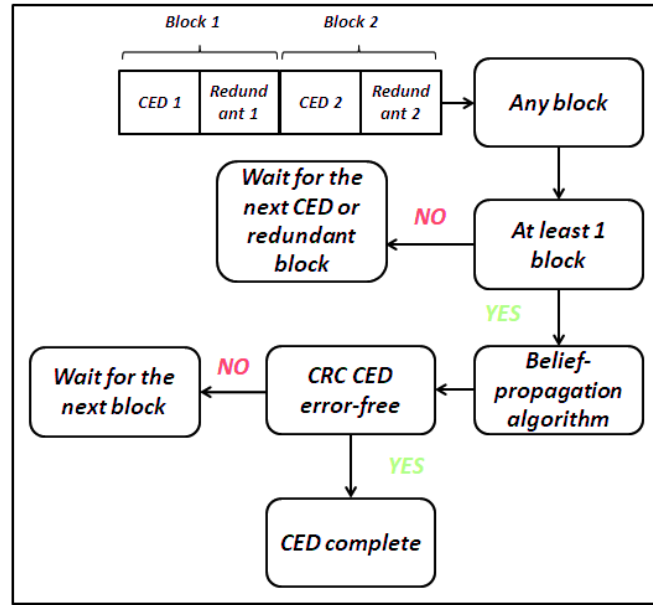 Block 1 Block 2
CED 1 Redund CED 2 Redund
ant 1 ant 2
Any block
Wait for the
next CED or
redundant
block
NO
At least 1
block
YES
Belief-
propagation
algorithm
CRC CED
error-free
NO
Wait for the
next block
YES
CED complete